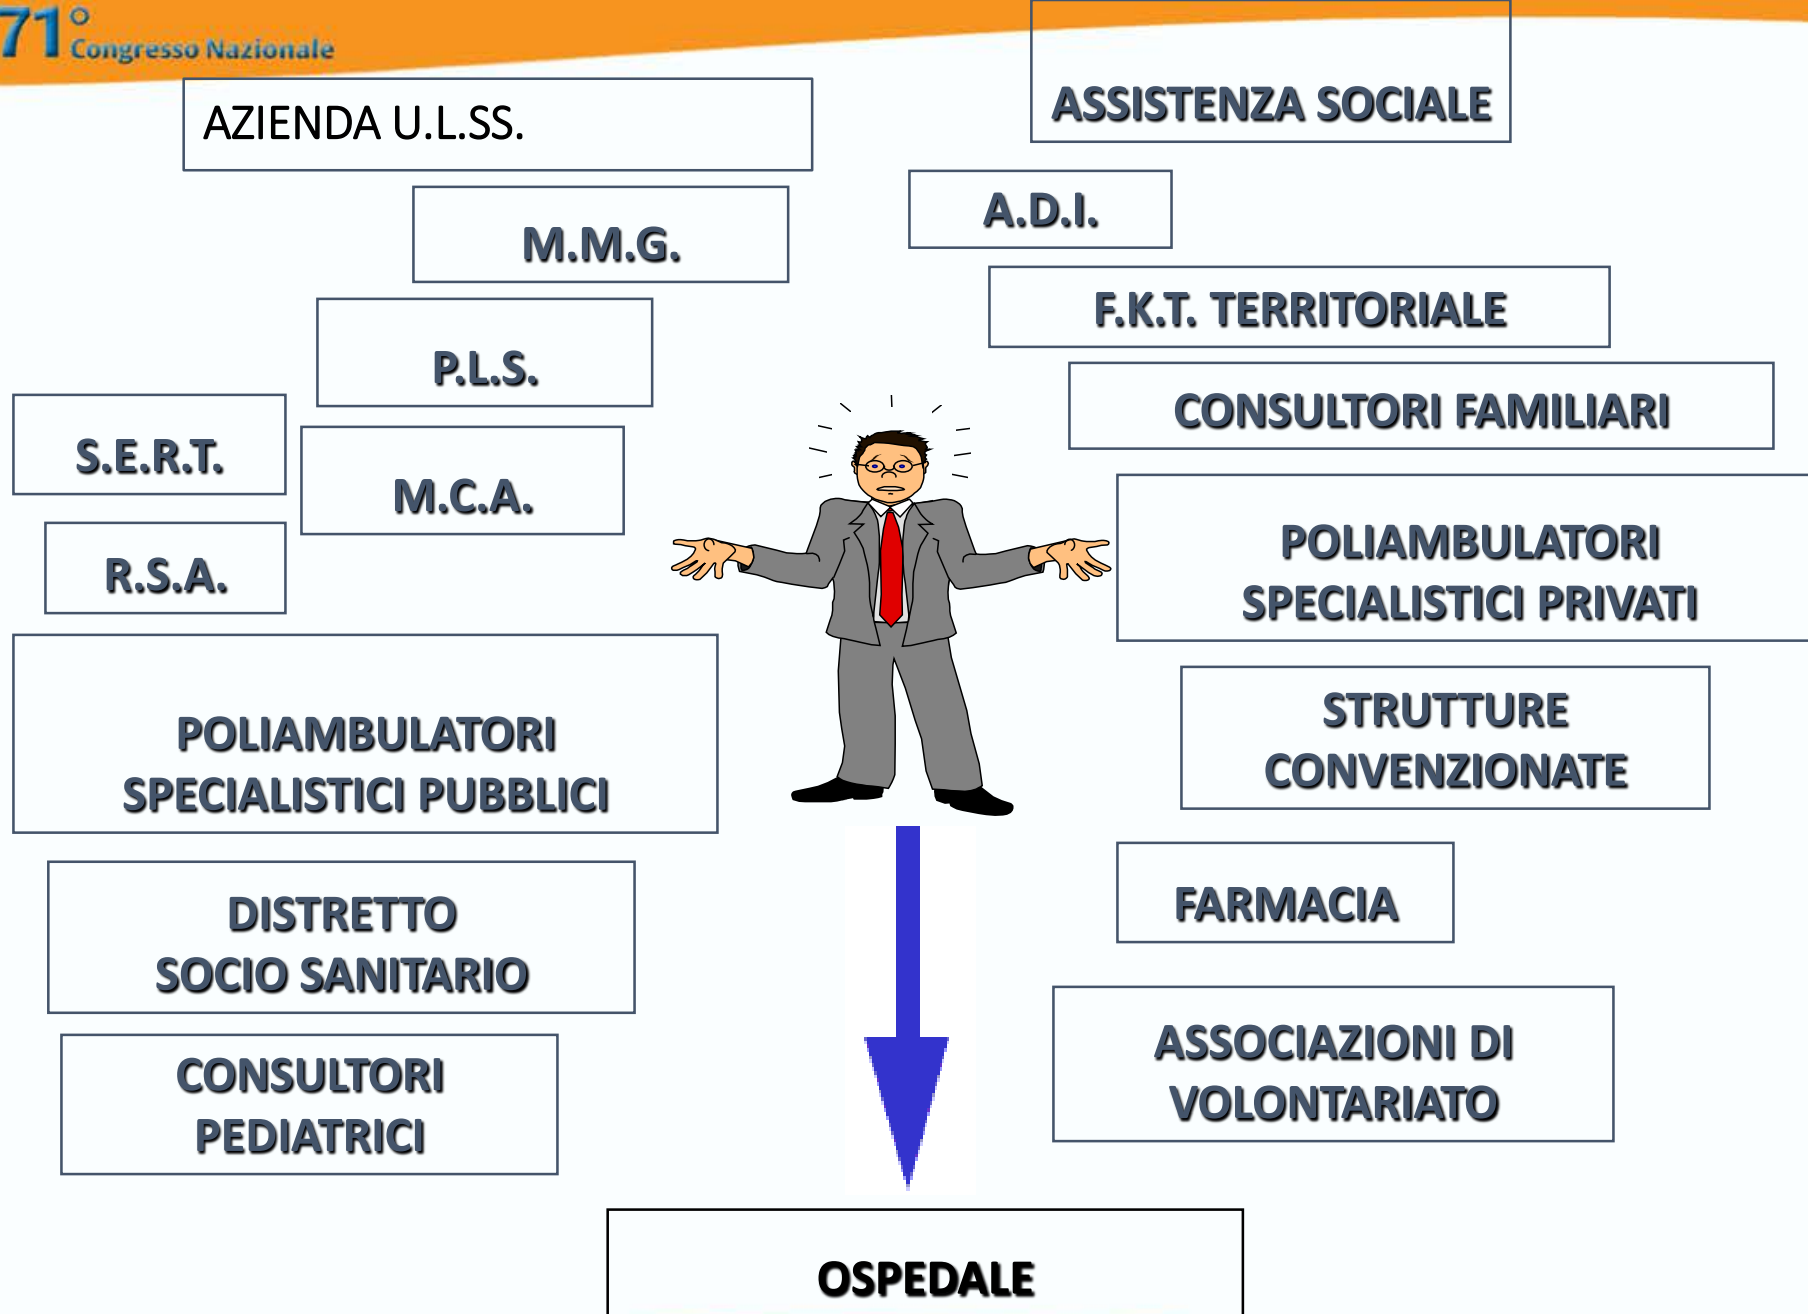 71°
Congresso Nazionale
AZIENDA U.L.SS.
ASSISTENZA SOCIALE
M.M.G.
A.D.I.
P.L.S.
F.K.T. TERRITORIALE
S.E.R.T.
M.C.A.
CONSULTORI FAMILIARI
R.S.A.
POLIAMBULATORI
SPECIALISTICI PRIVATI
POLIAMBULATORI
SPECIALISTICI PUBBLICI
STRUTTURE
CONVENZIONATE
DISTRETTO
SOCIO SANITARIO
FARMACIA
CONSULTORI
PEDIATRICI
ASSOCIAZIONI DI
VOLONTARIATO
OSPEDALE